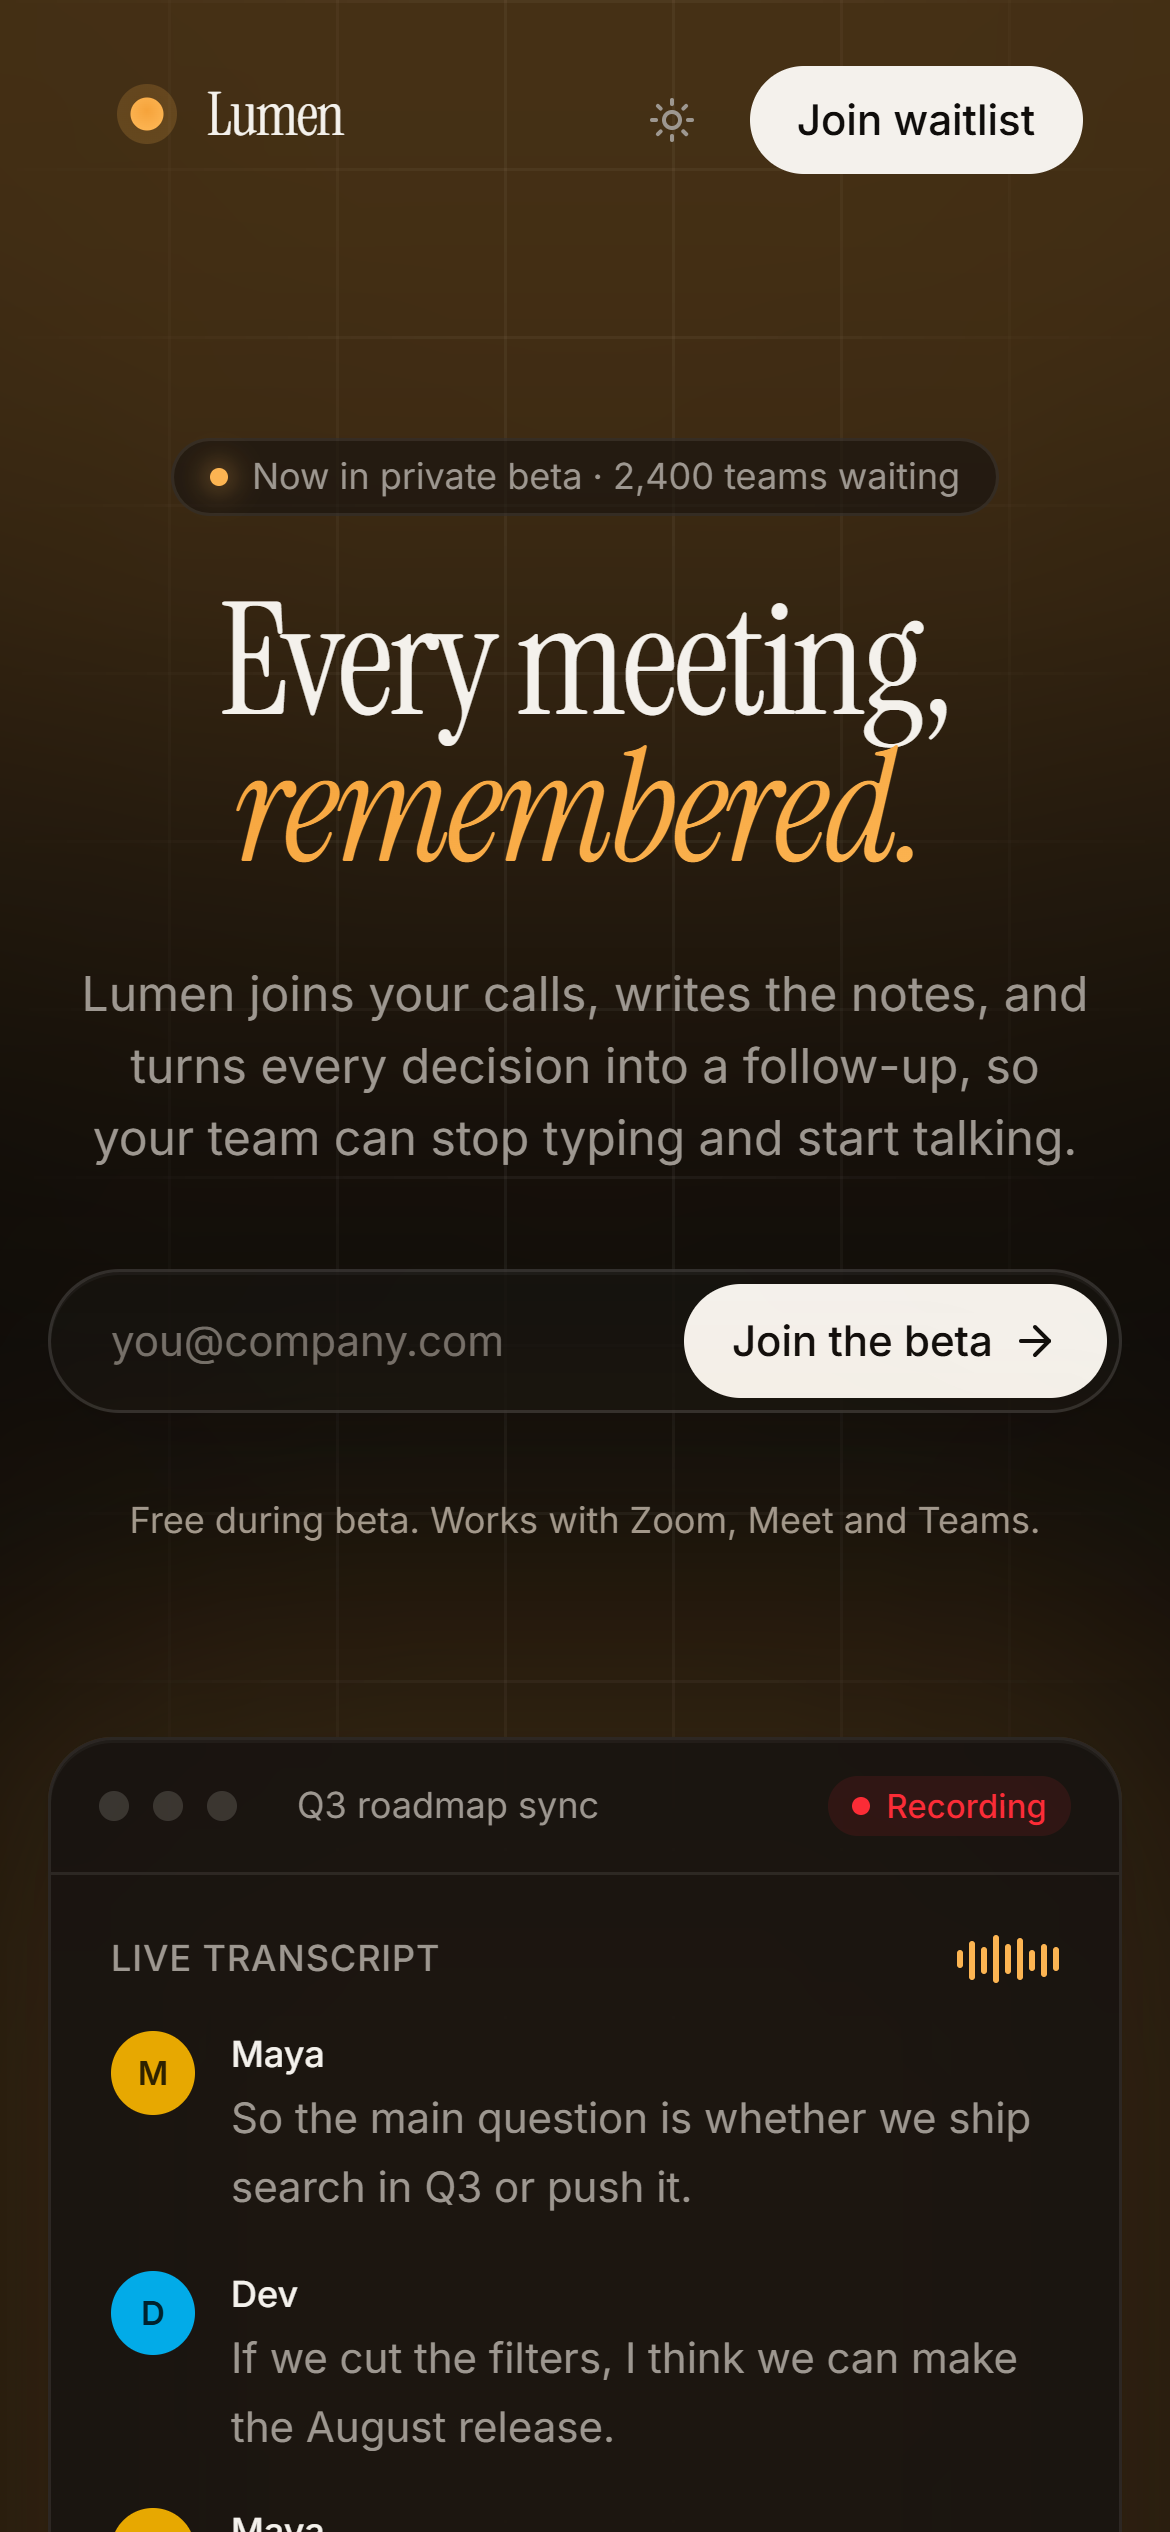 Lumen
Join waitlist
Now in private beta · 2,400 teams waiting
Every meeting,
remembered.
Lumen joins your calls, writes the notes, and
turns every decision into a follow-up, so
your team can stop typing and start talking.
you@company.com
Join the beta →
Free during beta. Works with Zoom, Meet and Teams.
Q3 roadmap sync
Recording
LIVE TRANSCRIPT
M
Maya
So the main question is whether we ship
search in Q3 or push it.
D
Dev
If we cut the filters, I think we can make
the August release.
Maya